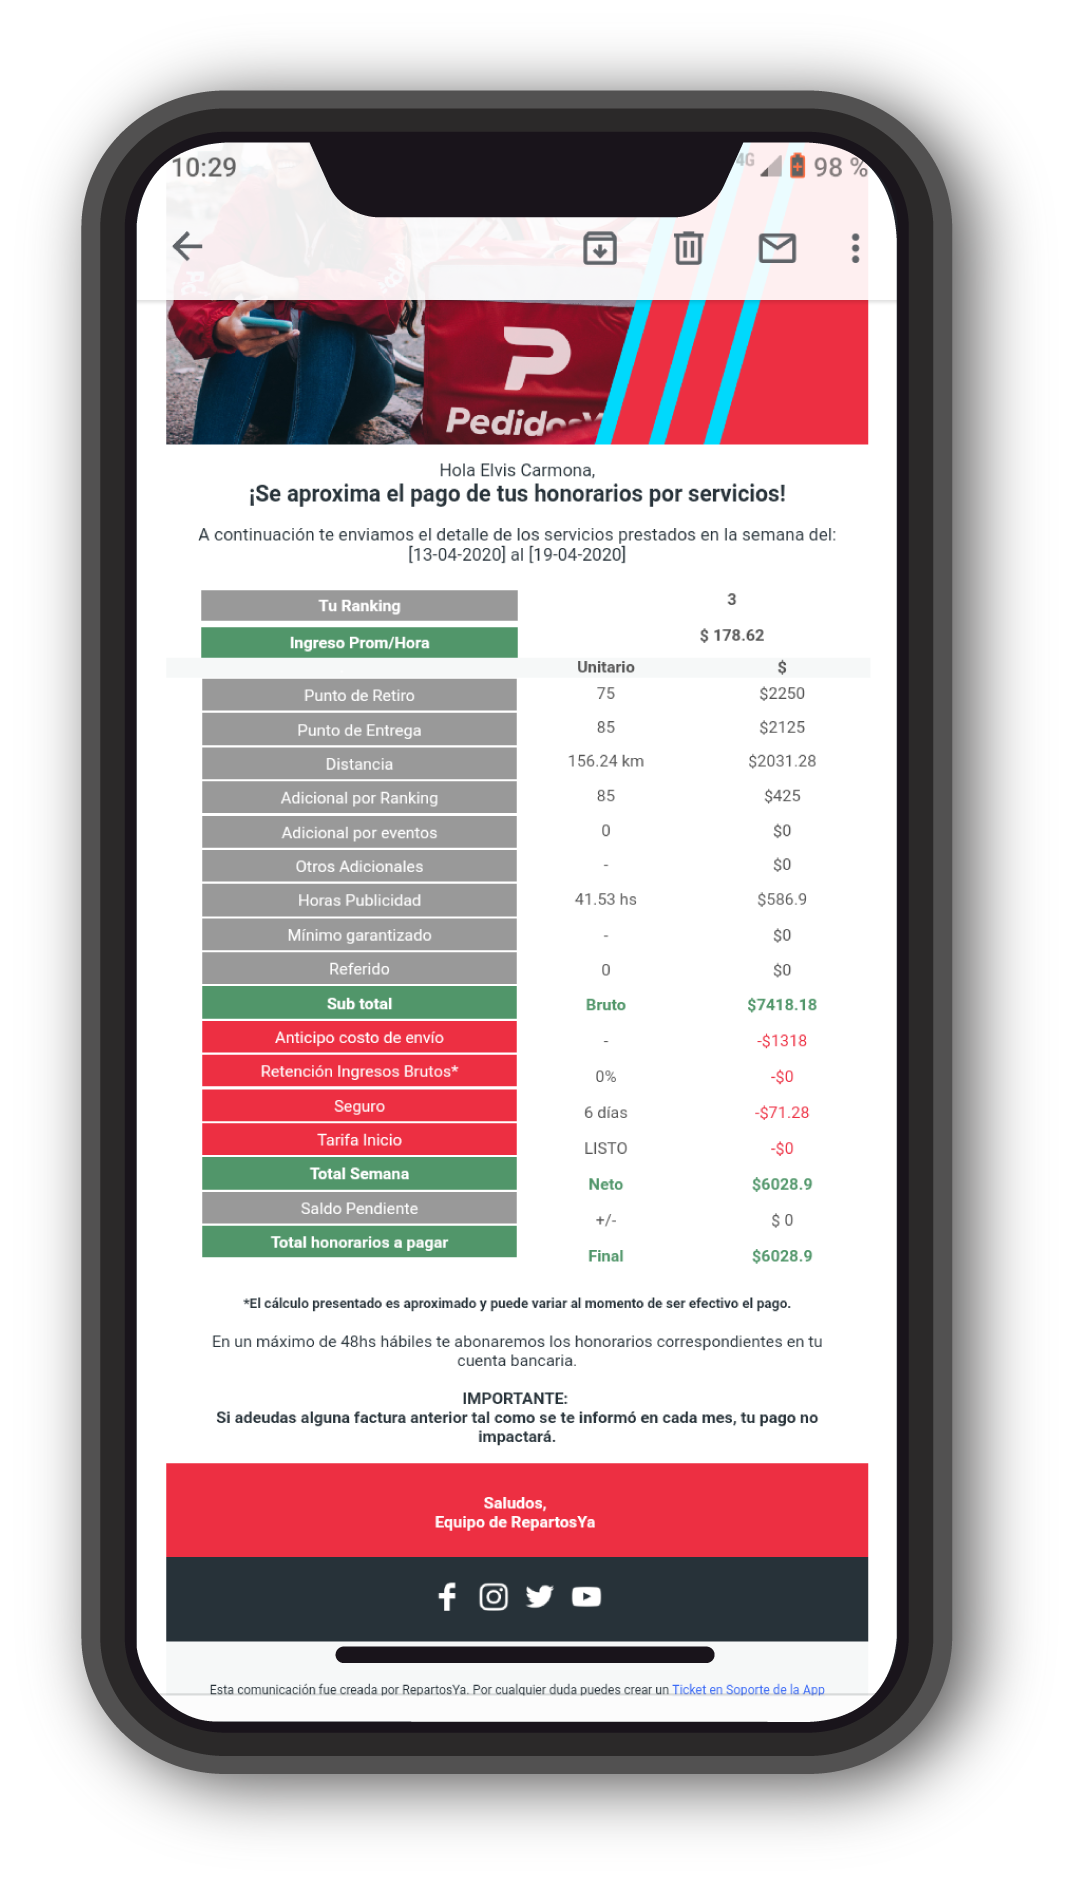 10:29
4G
98 %
PedidosY
Hola Elvis Carmona,
¡Se aproxima el pago de tus honorarios por servicios!
A continuación te enviamos el detalle de los servicios prestados en la semana del:
[13-04-2020] al [19-04-2020]
Tu Ranking 3
Ingreso Prom/Hora $ 178.62
Unitario $
Punto de Retiro 75 $2250
Punto de Entrega 85 $2125
Distancia 156.24 km $2031.28
Adicional por Ranking 85 $425
Adicional por eventos 0 $0
Otros Adicionales - $0
Horas Publicidad 41.53 hs $586.9
Mínimo garantizado - $0
Referido 0 $0
Sub total Bruto $7418.18
Anticipo costo de envío - -$1318
Retención Ingresos Brutos* 0% -$0
Seguro 6 días -$71.28
Tarifa Inicio LISTO -$0
Total Semana Neto $6028.9
Saldo Pendiente +/- $ 0
Total honorarios a pagar Final $6028.9
*El cálculo presentado es aproximado y puede variar al momento de ser efectivo el pago.
En un máximo de 48hs hábiles te abonaremos los honorarios correspondientes en tu
cuenta bancaria.
IMPORTANTE:
Si adeudas alguna factura anterior tal como se te informó en cada mes, tu pago no
impactará.
Saludos,
Equipo de RepartosYa
Esta comunicación fue creada por RepartosYa. Por cualquier duda puedes crear un Ticket en Soporte de la App